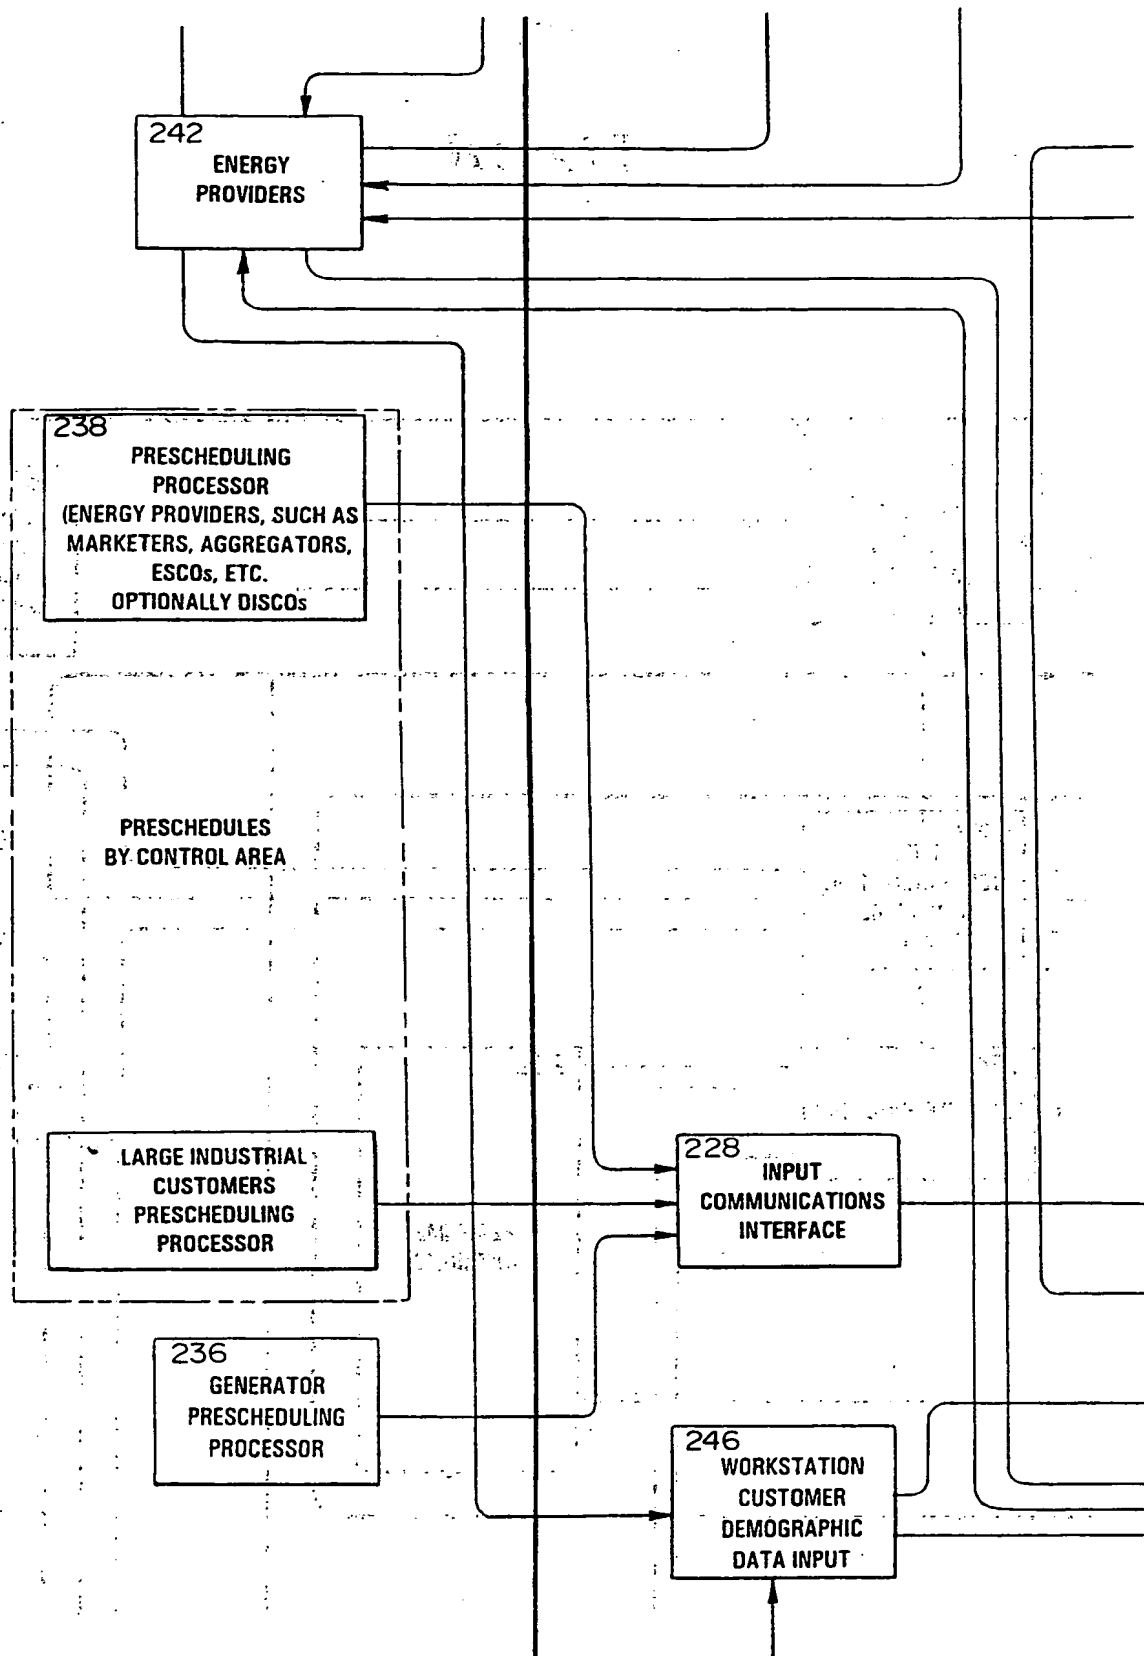 242
ENERGY
PROVIDERS
238
PRESCHEDULING
PROCESSOR
(ENERGY PROVIDERS, SUCH AS
MARKETERS, AGGREGATORS,
ESCOs, ETC.
OPTIONALLY DISCOs
PRESCHEDULES
BY CONTROL AREA
LARGE INDUSTRIAL
CUSTOMERS
PRESCHEDULING
PROCESSOR
228
INPUT
COMMUNICATIONS
INTERFACE
236
GENERATOR
PRESCHEDULING
PROCESSOR
246
WORKSTATION
CUSTOMER
DEMOGRAPHIC
DATA INPUT